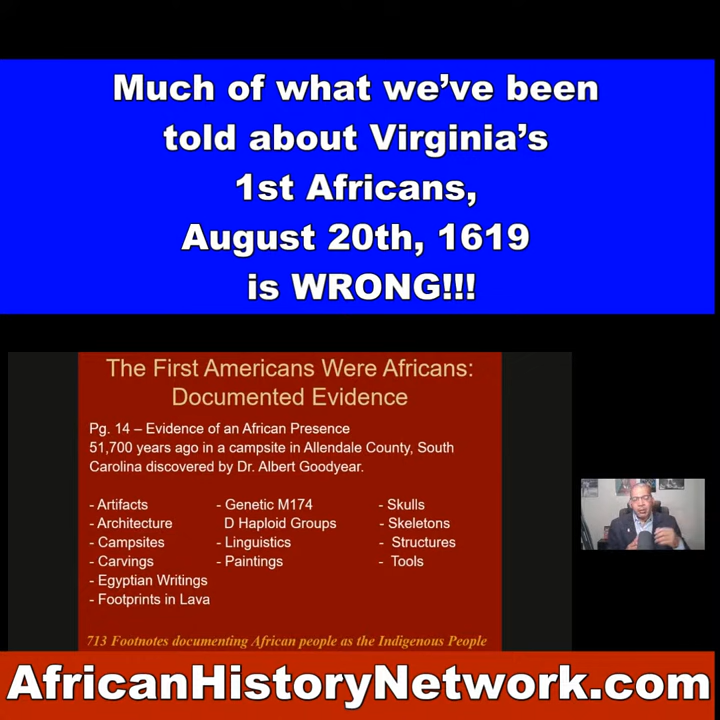 Much of what we've been
told about Virginia's
1st Africans,
August 20th, 1619
is WRONG!!!
The First Americans Were Africans:
Documented Evidence
Pg. 14 – Evidence of an African Presence
51,700 years ago in a campsite in Allendale County, South
Carolina discovered by Dr. Albert Goodyear.
- Artifacts
- Architecture
- Campsites
- Carvings
- Egyptian Writings
- Footprints in Lava
- Genetic M174
D Haploid Groups
- Linguistics
- Paintings
- Skulls
- Skeletons
- Structures
- Tools
713 Footnotes documenting African people as the Indigenous People
AfricanHistoryNetwork.com